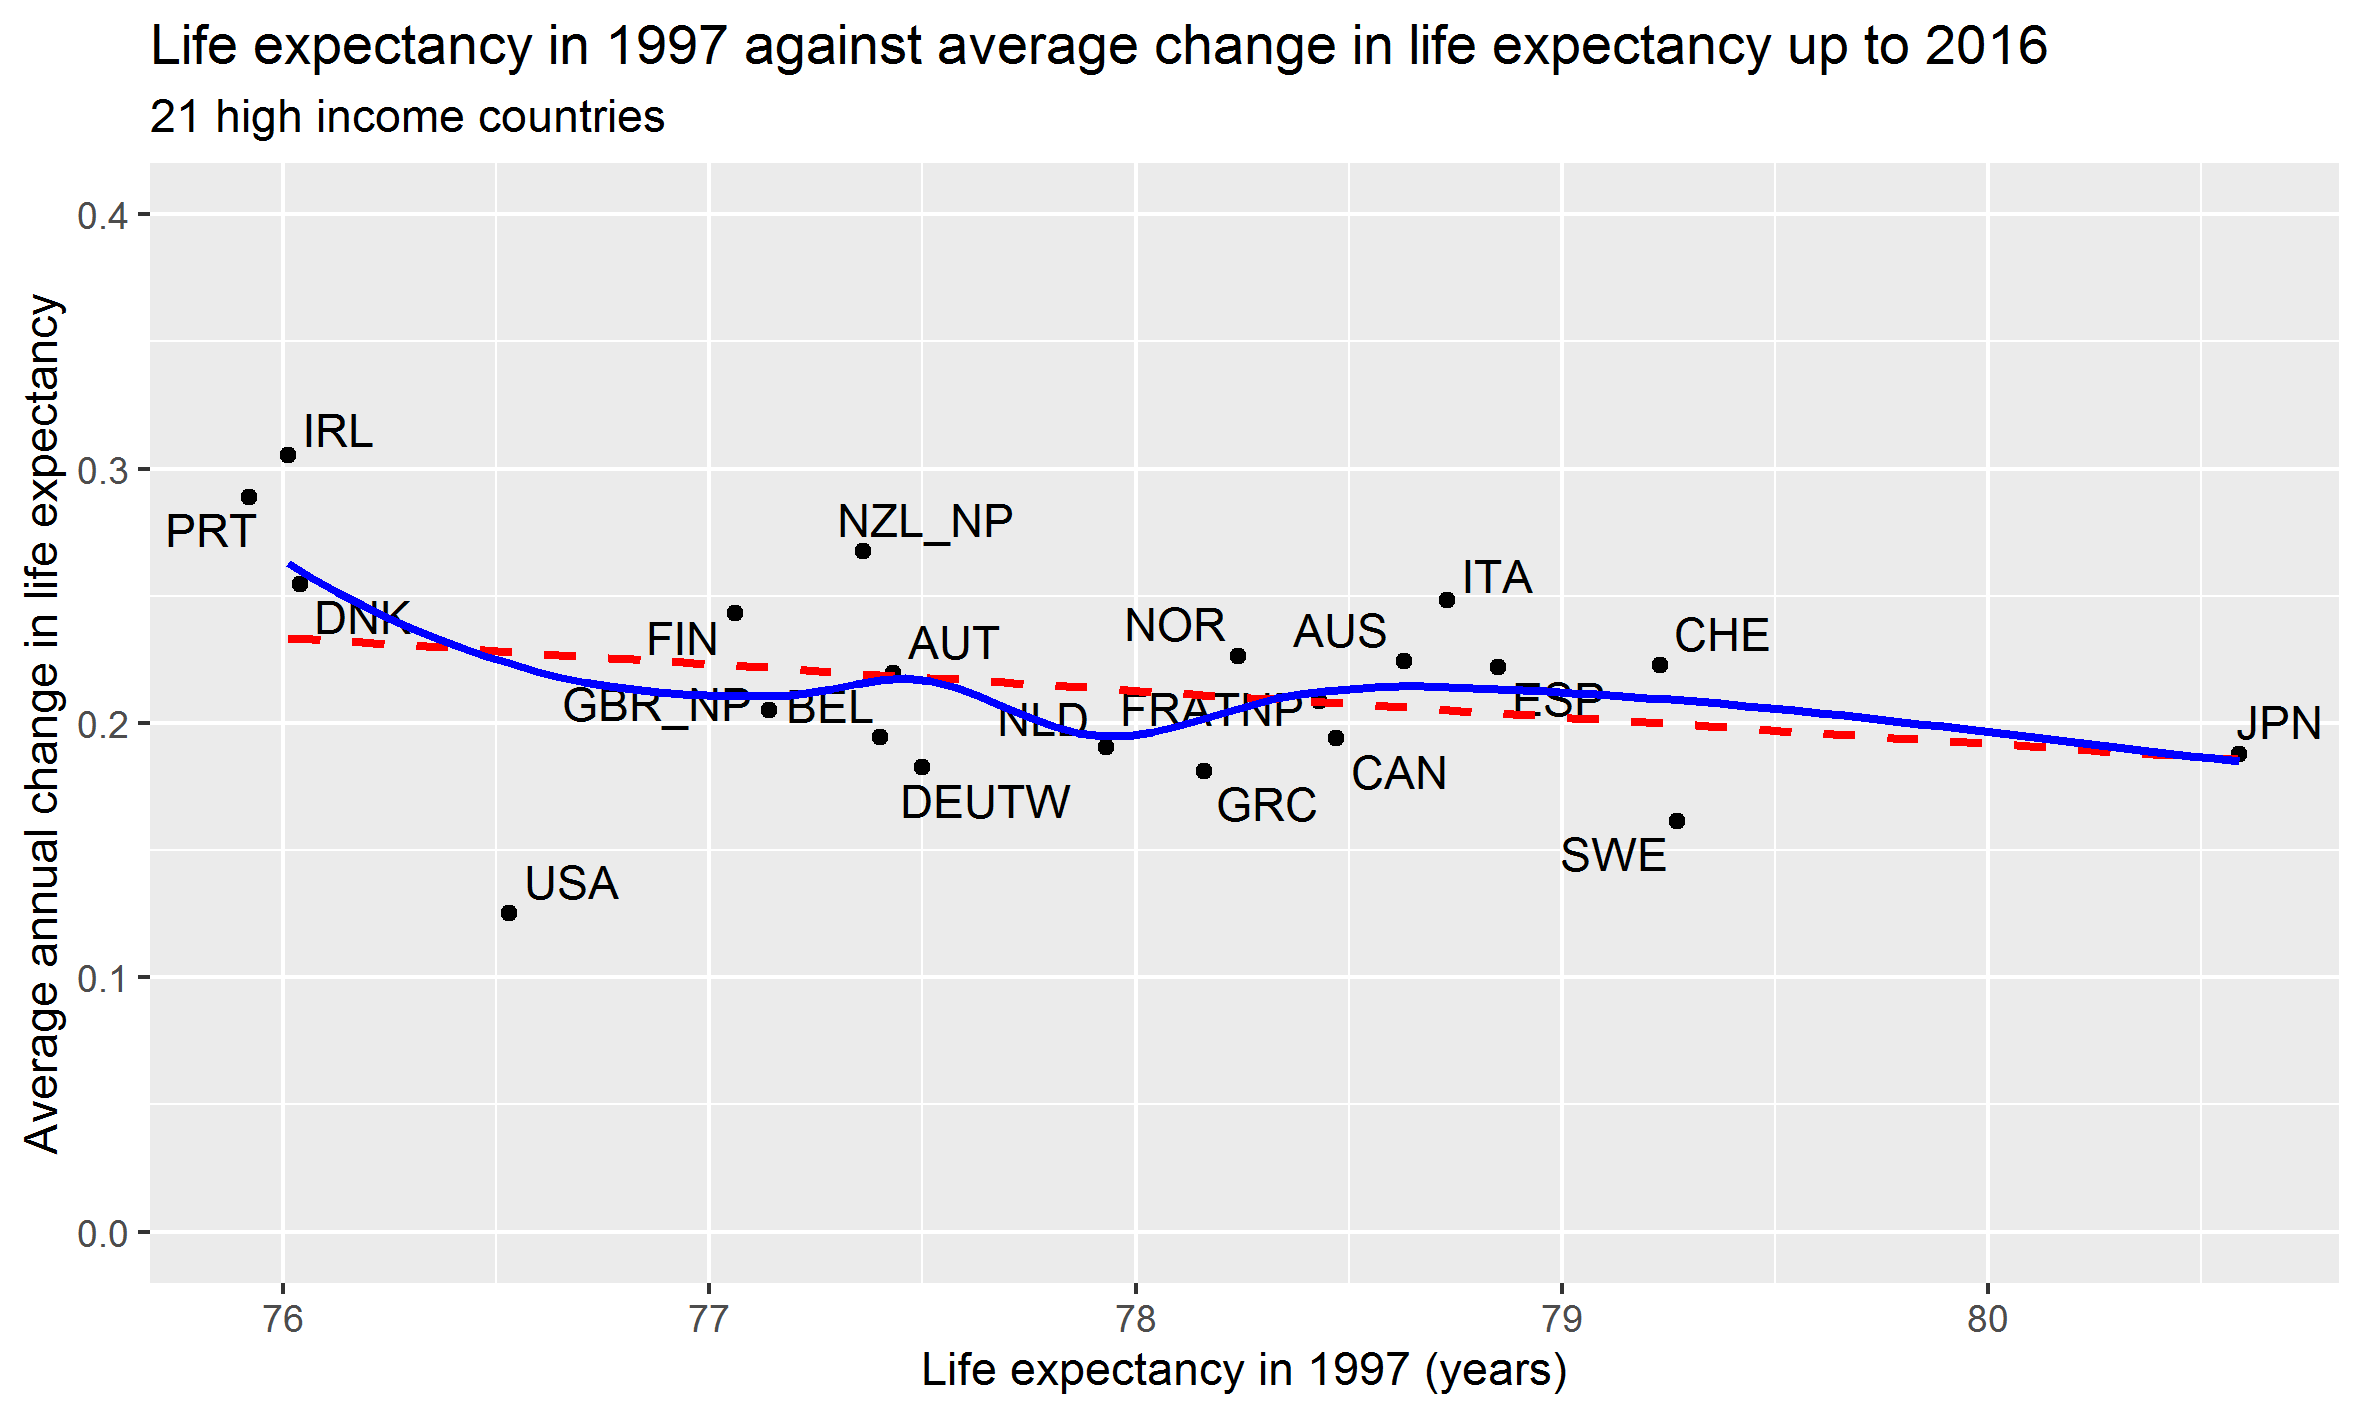 Life expectancy in 1997 against average change in life expectancy up to 2016
21 high income countries
Average annual change in life expectancy
0.4
0.3
0.2
0.1
0.0
IRL
PRT
DNK
NZL_NP
FIN
AUT
GBR_NP
BEL
DEUTW
USA
NLD
NOR
FRATNP
GRC
AUS
CAN
ITA
ESP
CHE
SWE
JPN
76
77
78
79
80
Life expectancy in 1997 (years)